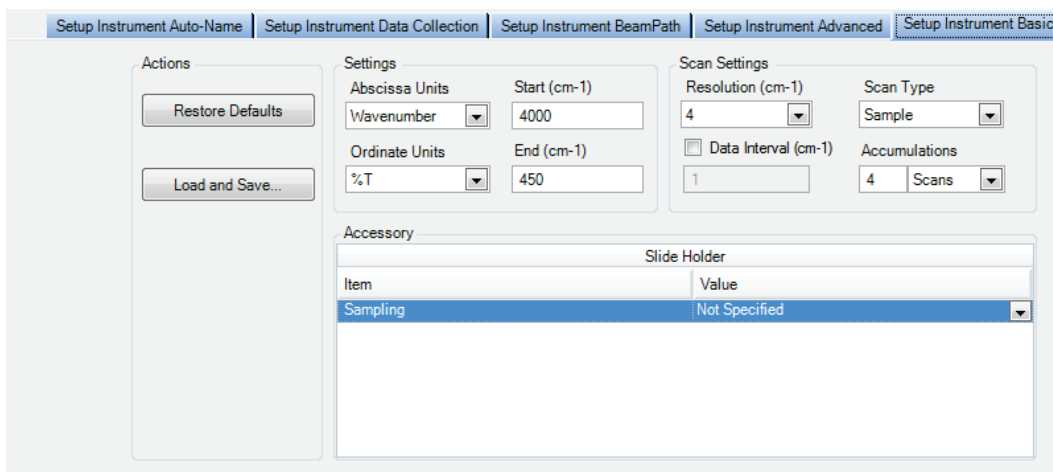 Setup Instrument Auto-Name Setup Instrument Data Collection Setup Instrument BeamPath Setup Instrument Advanced Setup Instrument Basic
Actions
Restore Defaults
Load and Save...
Settings
Abscissa Units Start (cm-1)
Wavenumber 4000
Ordinate Units End (cm-1)
%T 450
Scan Settings
Resolution (cm-1) Scan Type
4 Sample
Data Interval (cm-1) Accumulations
1 4 Scans
Accessory
Slide Holder
Item Value
Sampling Not Specified